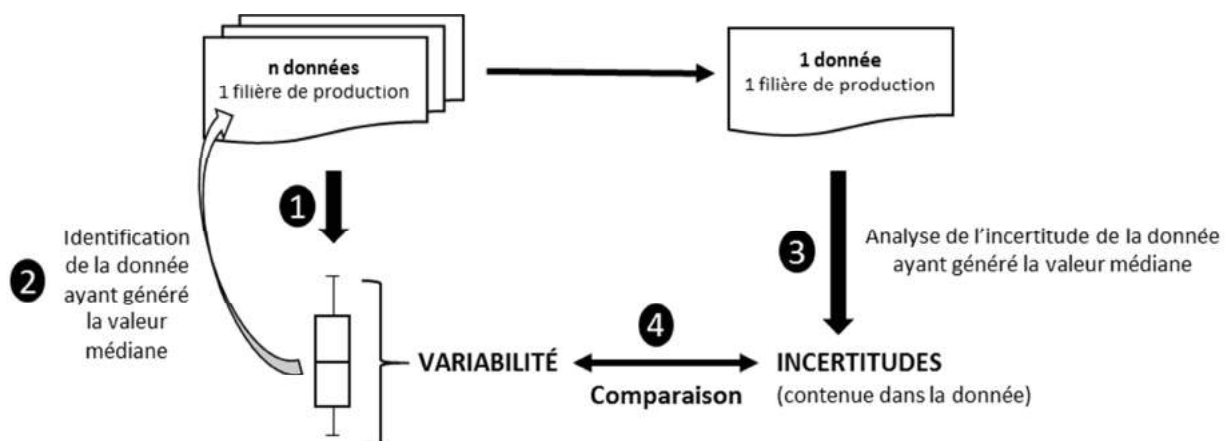 n données
1 filière de production
1 donnée
1 filière de production
1
2
Identification
de la donnée
ayant généré
la valeur
médiane
3
Analyse de l'incertitude de la donnée
ayant généré la valeur médiane
4
VARIABILITÉ
Comparaison
INCERTITUDES
(contenue dans la donnée)